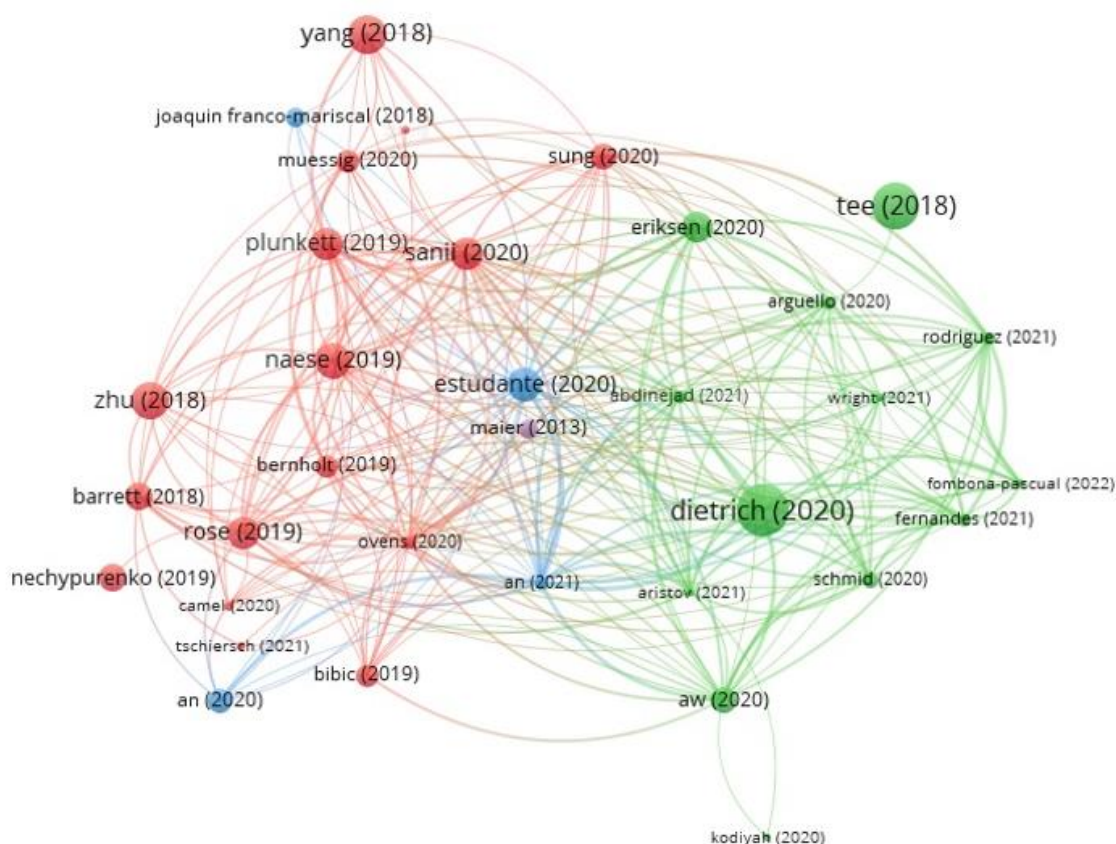 yang (2018)
joaquin franco-mariscal (2018)
muessig (2020)
sung (2020)
tee (2018)
plunkett (2019)
sanii (2020)
eriksen (2020)
arguello (2020)
rodriguez (2021)
naese (2019)
estudante (2020)
abdinejad (2021)
wright (2021)
zhu (2018)
maier (2013)
bernholt (2019)
barrett (2018)
fombona-pascual (2022)
dietrich (2020)
fernandes (2021)
rose (2019)
ovens (2020)
nechypurenko (2019)
an (2021)
aristov (2021)
schmid (2020)
camel (2020)
tschiersch (2021)
bibic (2019)
an (2020)
aw (2020)
kodiyah (2020)